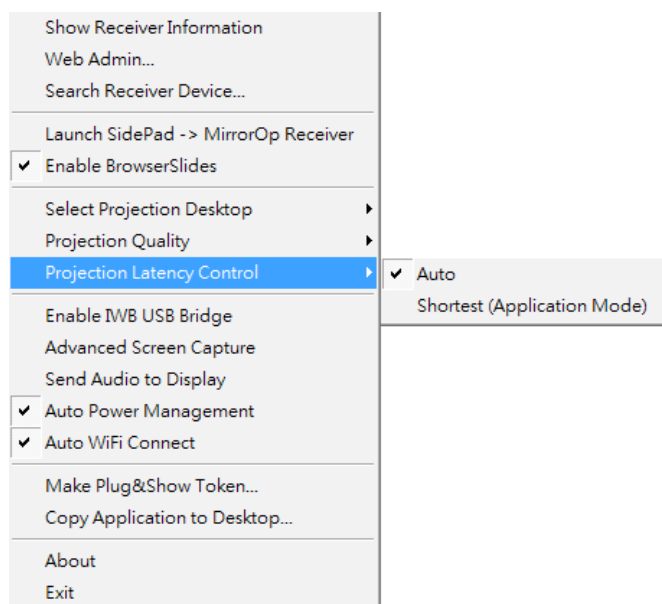 Show Receiver Information
Web Admin...
Search Receiver Device...
Launch SidePad -> MirrorOp Receiver
Enable BrowserSlides
Select Projection Desktop
Projection Quality
Projection Latency Control
Auto
Shortest (Application Mode)
Enable IWB USB Bridge
Advanced Screen Capture
Send Audio to Display
Auto Power Management
Auto WiFi Connect
Make Plug&Show Token...
Copy Application to Desktop...
About
Exit